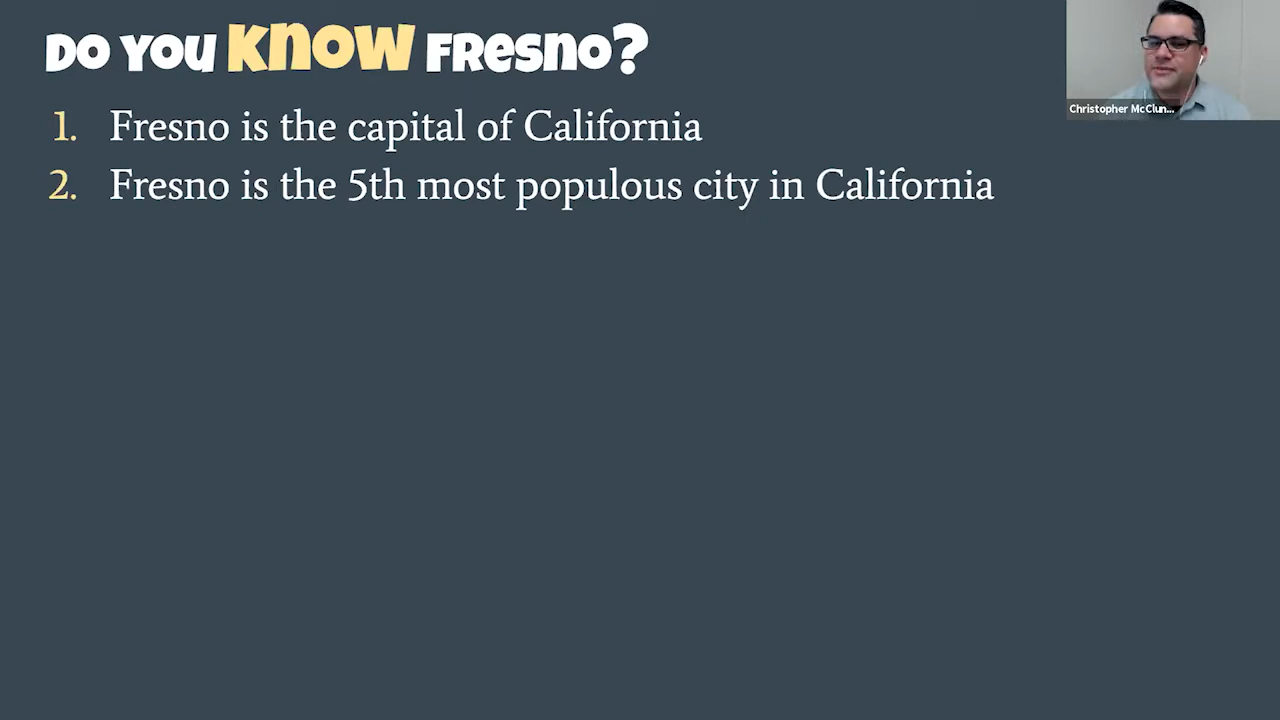 Do You Know Fresno?
1. Fresno is the capital of California
2. Fresno is the 5th most populous city in California
Christopher McClun...